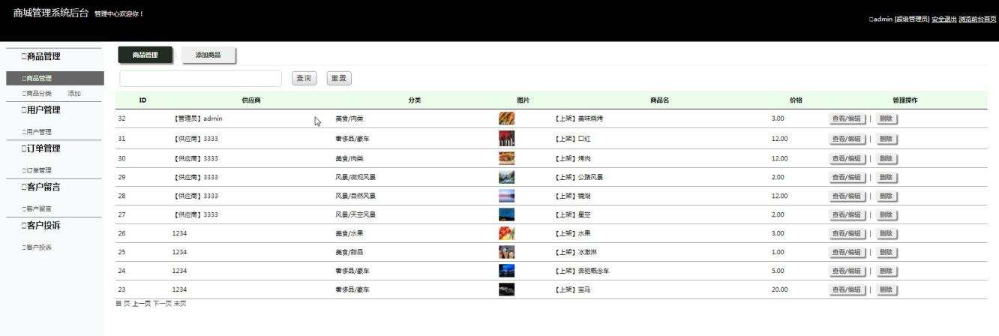 商城管理系统后台 管理中心欢迎你！
□admin [超级管理员] 安全退出 浏览前台首页
□商品管理
□商品管理
□商品分类 添加
□用户管理
□用户管理
□订单管理
□订单管理
□客户留言
□客户留言
□客户投诉
□客户投诉
商品管理 添加商品
查询 重置
ID 供应商 分类 图片 商品名 价格 管理操作
32 【管理员】admin 美食/肉类 【上架】美味烧烤 3.00 查看/编辑 | 删除
31 【供应商】3333 奢侈品/豪车 【上架】口红 12.00 查看/编辑 | 删除
30 【供应商】3333 美食/肉类 【上架】烤肉 12.00 查看/编辑 | 删除
29 【供应商】3333 风景/微观风景 【上架】公路风景 2.00 查看/编辑 | 删除
28 【供应商】3333 风景/自然风景 【上架】镜湖 12.00 查看/编辑 | 删除
27 【供应商】3333 风景/天空风景 【上架】星空 2.00 查看/编辑 | 删除
26 1234 美食/水果 【上架】水果 3.00 查看/编辑 | 删除
25 1234 美食/甜品 【上架】冰激淋 1.00 查看/编辑 | 删除
24 1234 奢侈品/豪车 【上架】奔驰概念车 5.00 查看/编辑 | 删除
23 1234 奢侈品/豪车 【上架】宝马 20.00 查看/编辑 | 删除
首 页 上一页 下一页 末页